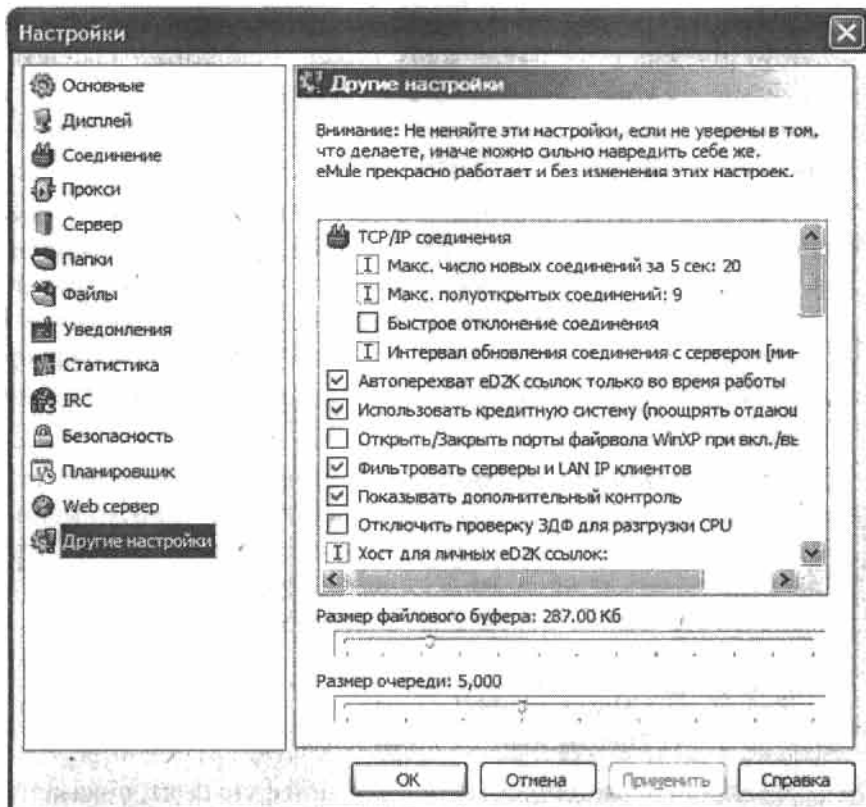 Настройки
Основные
Дисплей
Соединение
Прокси
Сервер
Папки
Файлы
Уведомления
Статистика
IRC
Безопасность
Планировщик
Web сервер
Другие настройки
Другие настройки
Внимание: Не меняйте эти настройки, если не уверены в том,
что делаете, иначе можно сильно навредить себе же.
eMule прекрасно работает и без изменения этих настроек.
TCP/IP соединения
Макс. число новых соединений за 5 сек: 20
Макс. полуоткрытых соединений: 9
Быстрое отклонение соединения
Интервал обновления соединения с сервером [мин
Автоперехват eD2K ссылок только во время работы
Использовать кредитную систему (поощрять отдающ
Открыть/Закрыть порты файрвола WinXP при вкл./вы
Фильтровать серверы и LAN IP клиентов
Показывать дополнительный контроль
Отключить проверку ЗДФ для разгрузки CPU
Хост для личных eD2K ссылок:
Размер файлового буфера: 287.00 Кб
Размер очереди: 5,000
OK
Отмена
Применить
Справка